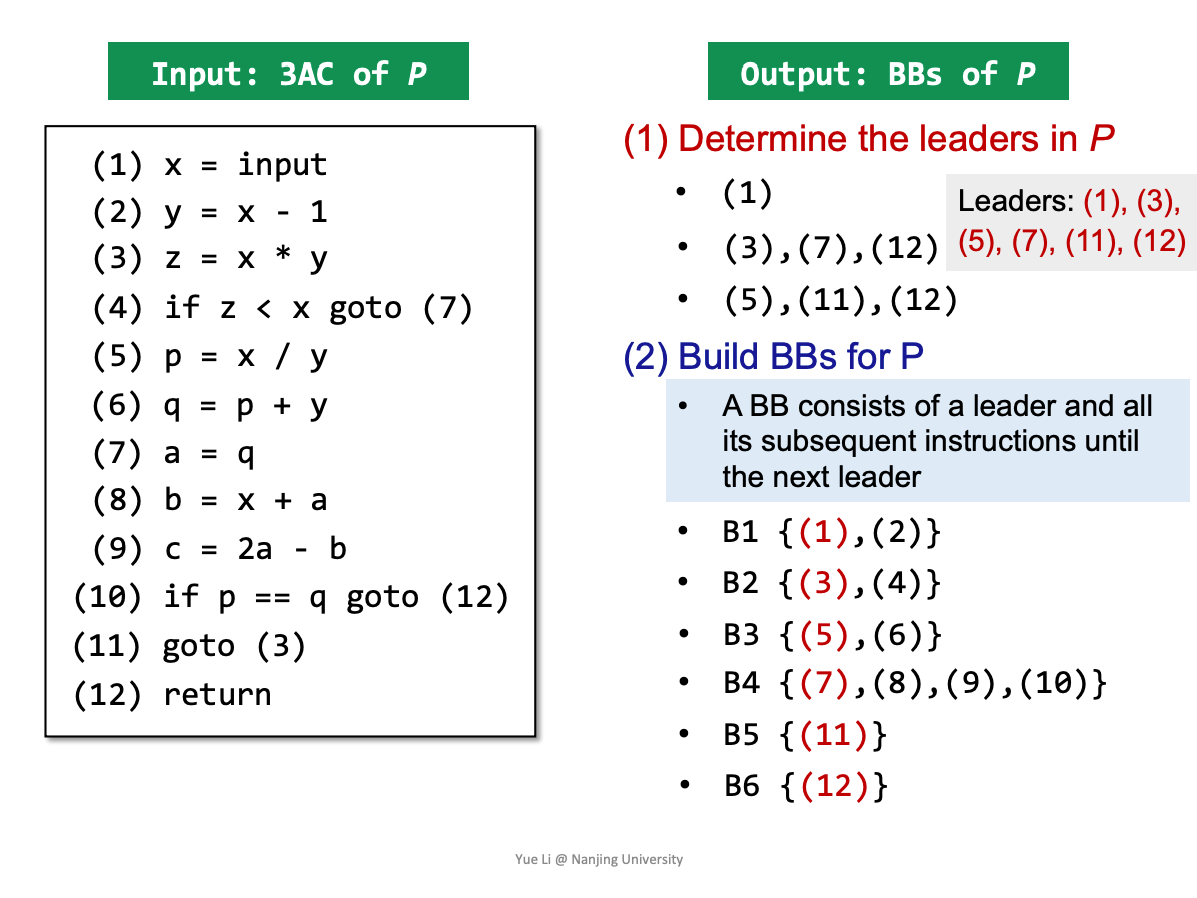 Input: 3AC of P
(1) x = input
(2) y = x - 1
(3) z = x * y
(4) if z < x goto (7)
(5) p = x / y
(6) q = p + y
(7) a = q
(8) b = x + a
(9) c = 2a - b
(10) if p == q goto (12)
(11) goto (3)
(12) return
Output: BBs of P
(1) Determine the leaders in P
• (1)
• (3),(7),(12)
• (5),(11),(12)
Leaders: (1), (3),
(5), (7), (11), (12)
(2) Build BBs for P
• A BB consists of a leader and all
its subsequent instructions until
the next leader
• B1 {(1),(2)}
• B2 {(3),(4)}
• B3 {(5),(6)}
• B4 {(7),(8),(9),(10)}
• B5 {(11)}
• B6 {(12)}
Yue Li @ Nanjing University